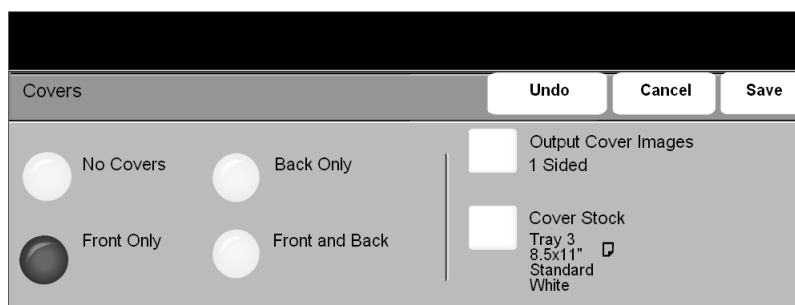 Covers
Undo
Cancel
Save
No Covers
Back Only
Front Only
Front and Back
Output Cover Images
1 Sided
Cover Stock
Tray 3
8.5x11"
Standard
White